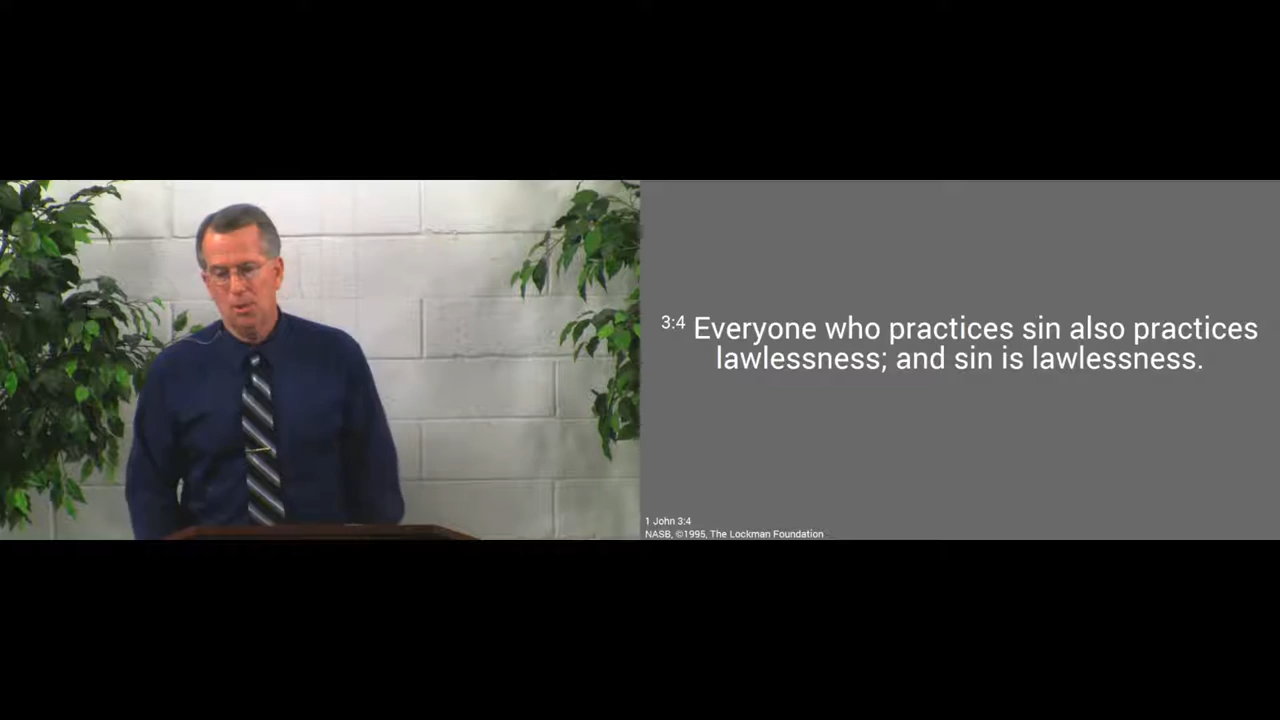 3:4 Everyone who practices sin also practices
lawlessness; and sin is lawlessness.
1 John 3:4
NASB, ©1995, The Lockman Foundation